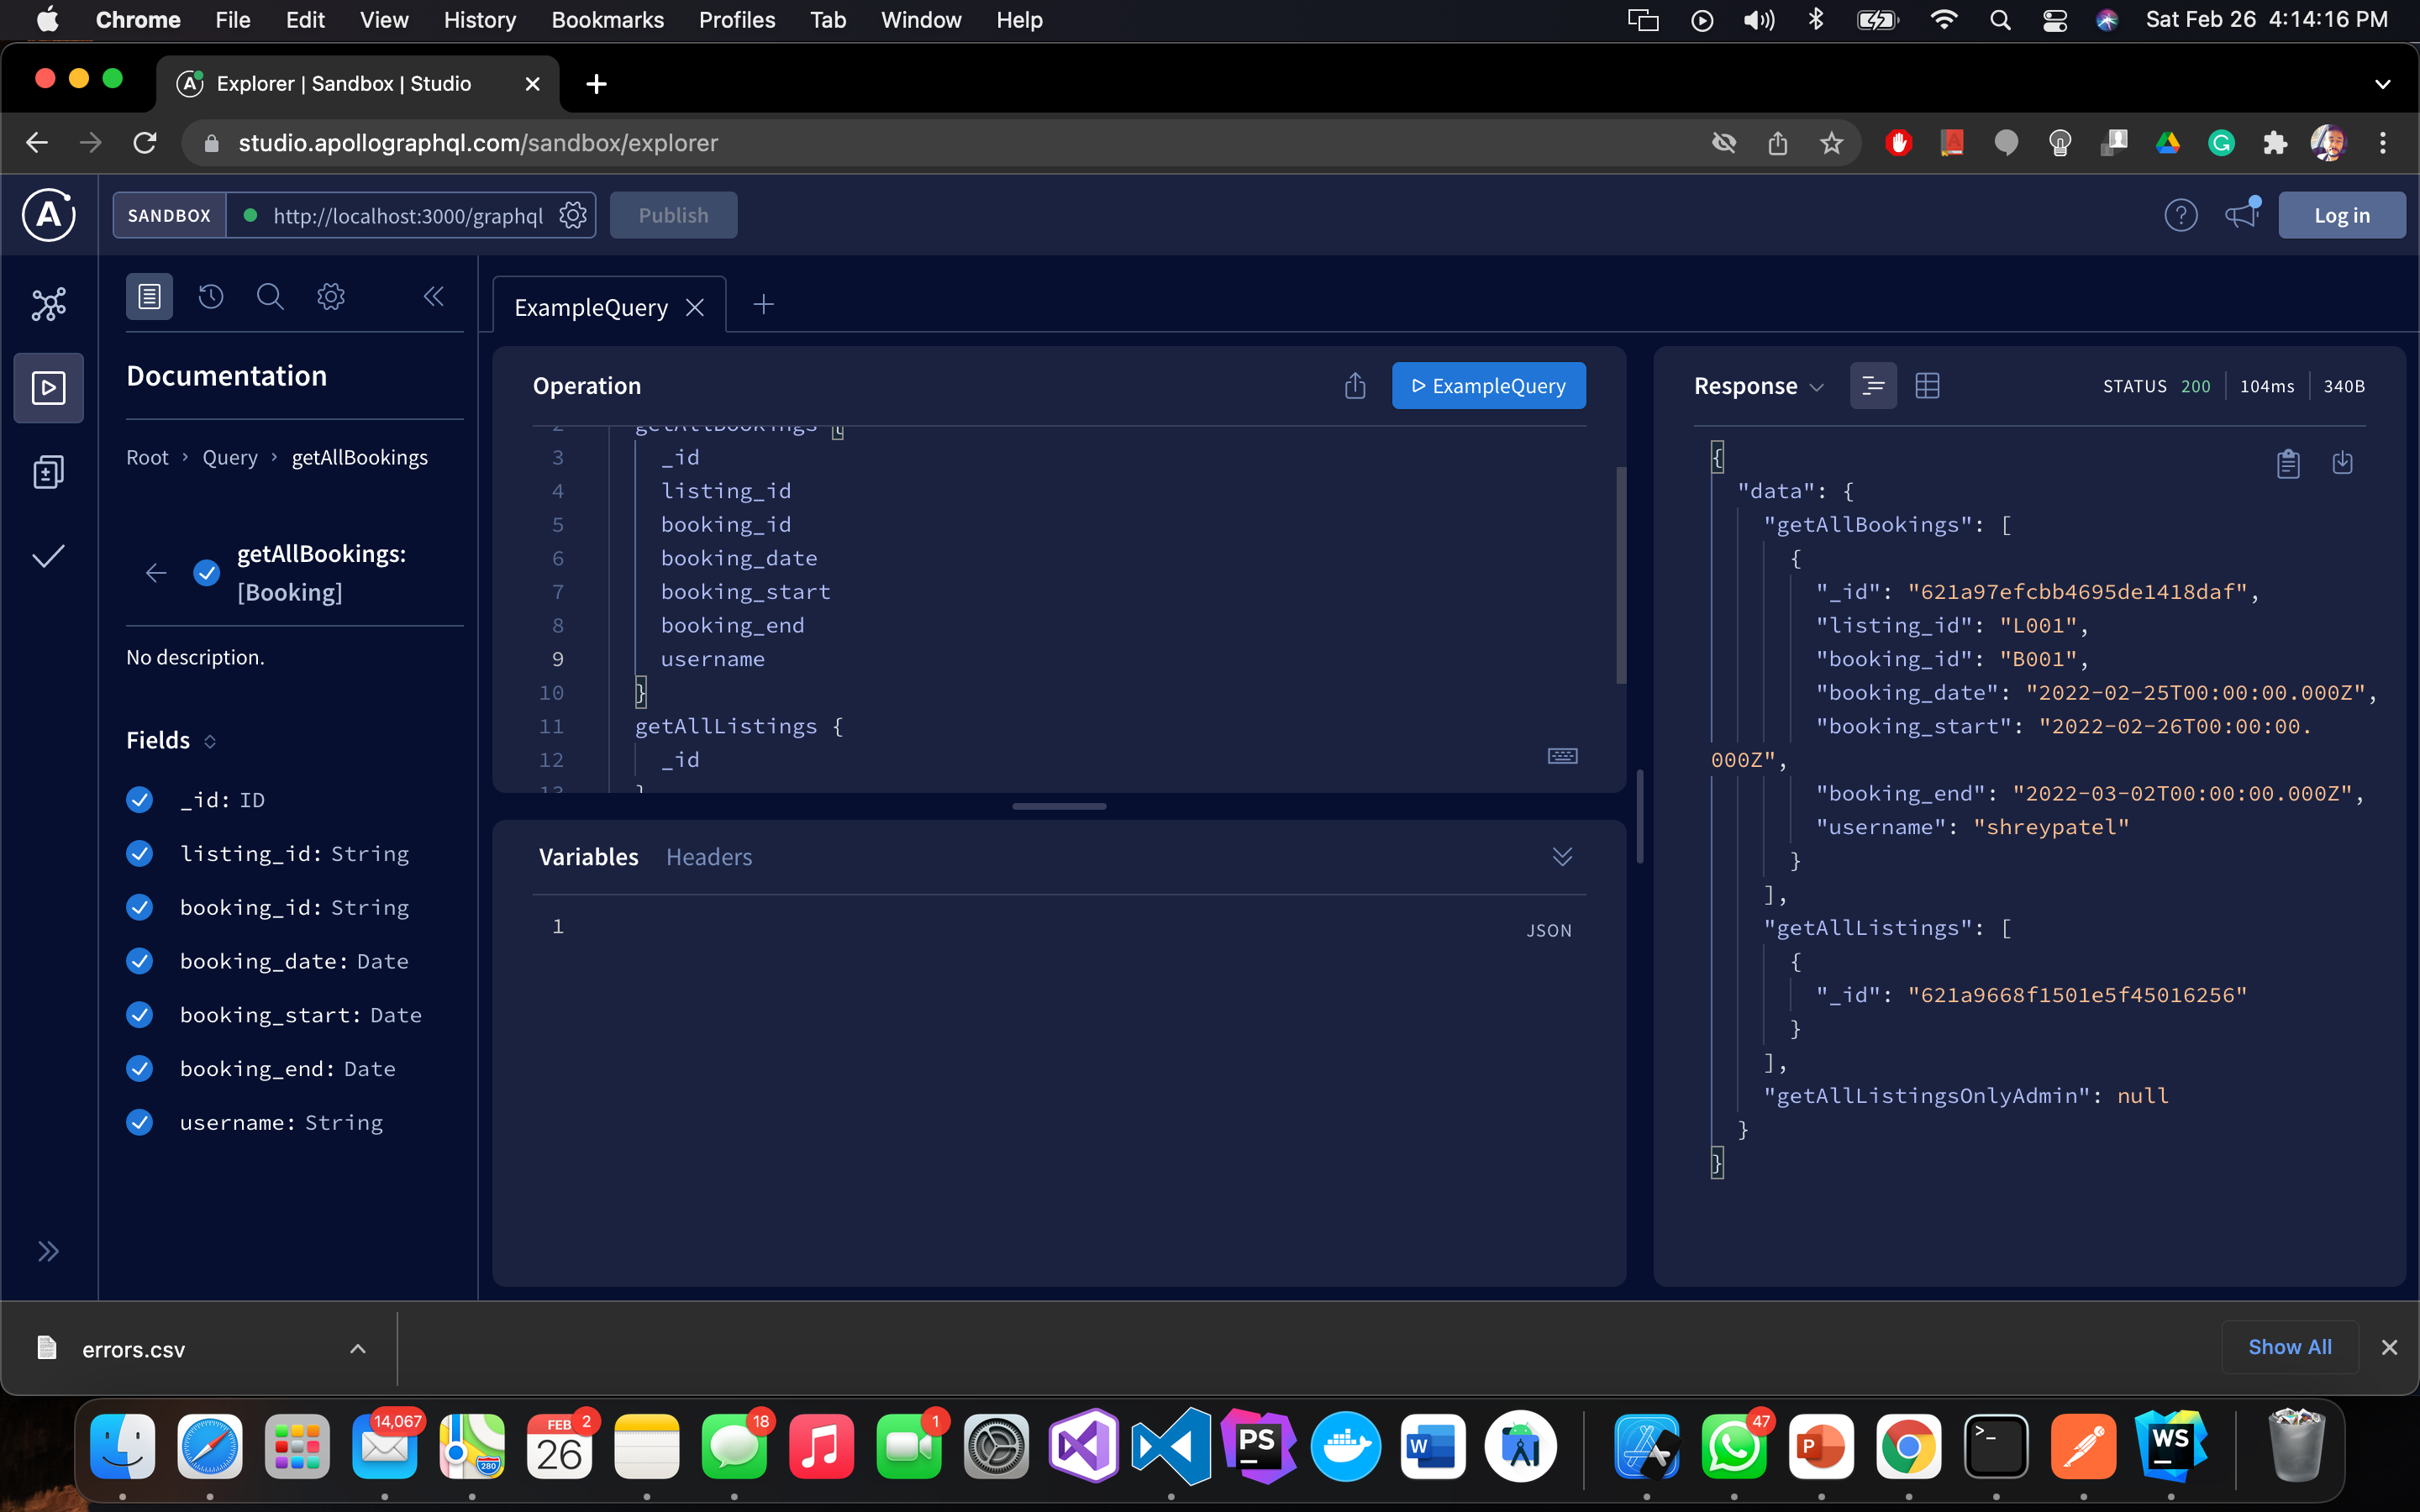 Chrome File Edit View History Bookmarks Profiles Tab Window Help Sat Feb 26 4:14:16 PM
Explorer | Sandbox | Studio
studio.apollographql.com/sandbox/explorer
SANDBOX http://localhost:3000/graphql Publish Log in
ExampleQuery
Documentation
Root › Query › getAllBookings
getAllBookings:
[Booking]
No description.
Fields
_id: ID
listing_id: String
booking_id: String
booking_date: Date
booking_start: Date
booking_end: Date
username: String
Operation
ExampleQuery
2 getAllBookings {
3 _id
4 listing_id
5 booking_id
6 booking_date
7 booking_start
8 booking_end
9 username
10 }
11 getAllListings {
12 _id
13 }
Variables Headers
1
JSON
Response STATUS 200 104ms 340B
{
"data": {
"getAllBookings": [
{
"_id": "621a97efcbb4695de1418daf",
"listing_id": "L001",
"booking_id": "B001",
"booking_date": "2022-02-25T00:00:00.000Z",
"booking_start": "2022-02-26T00:00:00.
000Z",
"booking_end": "2022-03-02T00:00:00.000Z",
"username": "shreypatel"
}
],
"getAllListings": [
{
"_id": "621a9668f1501e5f45016256"
}
],
"getAllListingsOnlyAdmin": null
}
}
errors.csv
Show All
14,067
FEB
26
2
18
1
280
PS
W
47
P
>_
WS